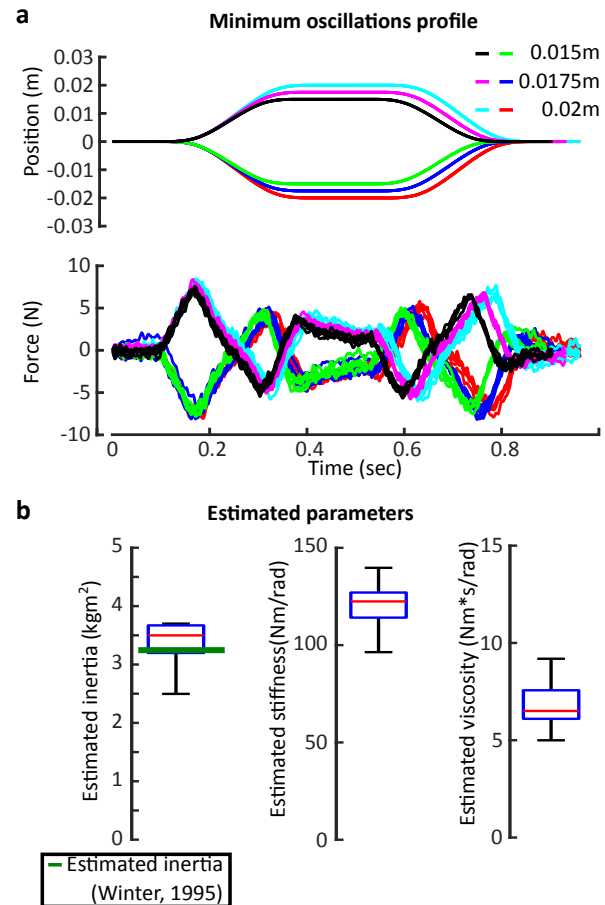 a
Minimum oscillations profile
Position (m)
0.03
0.02
0.01
0
-0.01
-0.02
-0.03
0.015m
0.0175m
0.02m
Force (N)
10
5
0
-5
-10
0
0.2
0.4
0.6
0.8
Time (sec)
b
Estimated parameters
Estimated inertia (kgm²)
5
4
3
2
1
0
Estimated stiffness(Nm/rad)
150
100
50
0
Estimated viscosity (Nm*s/rad)
15
10
5
0
Estimated inertia
(Winter, 1995)